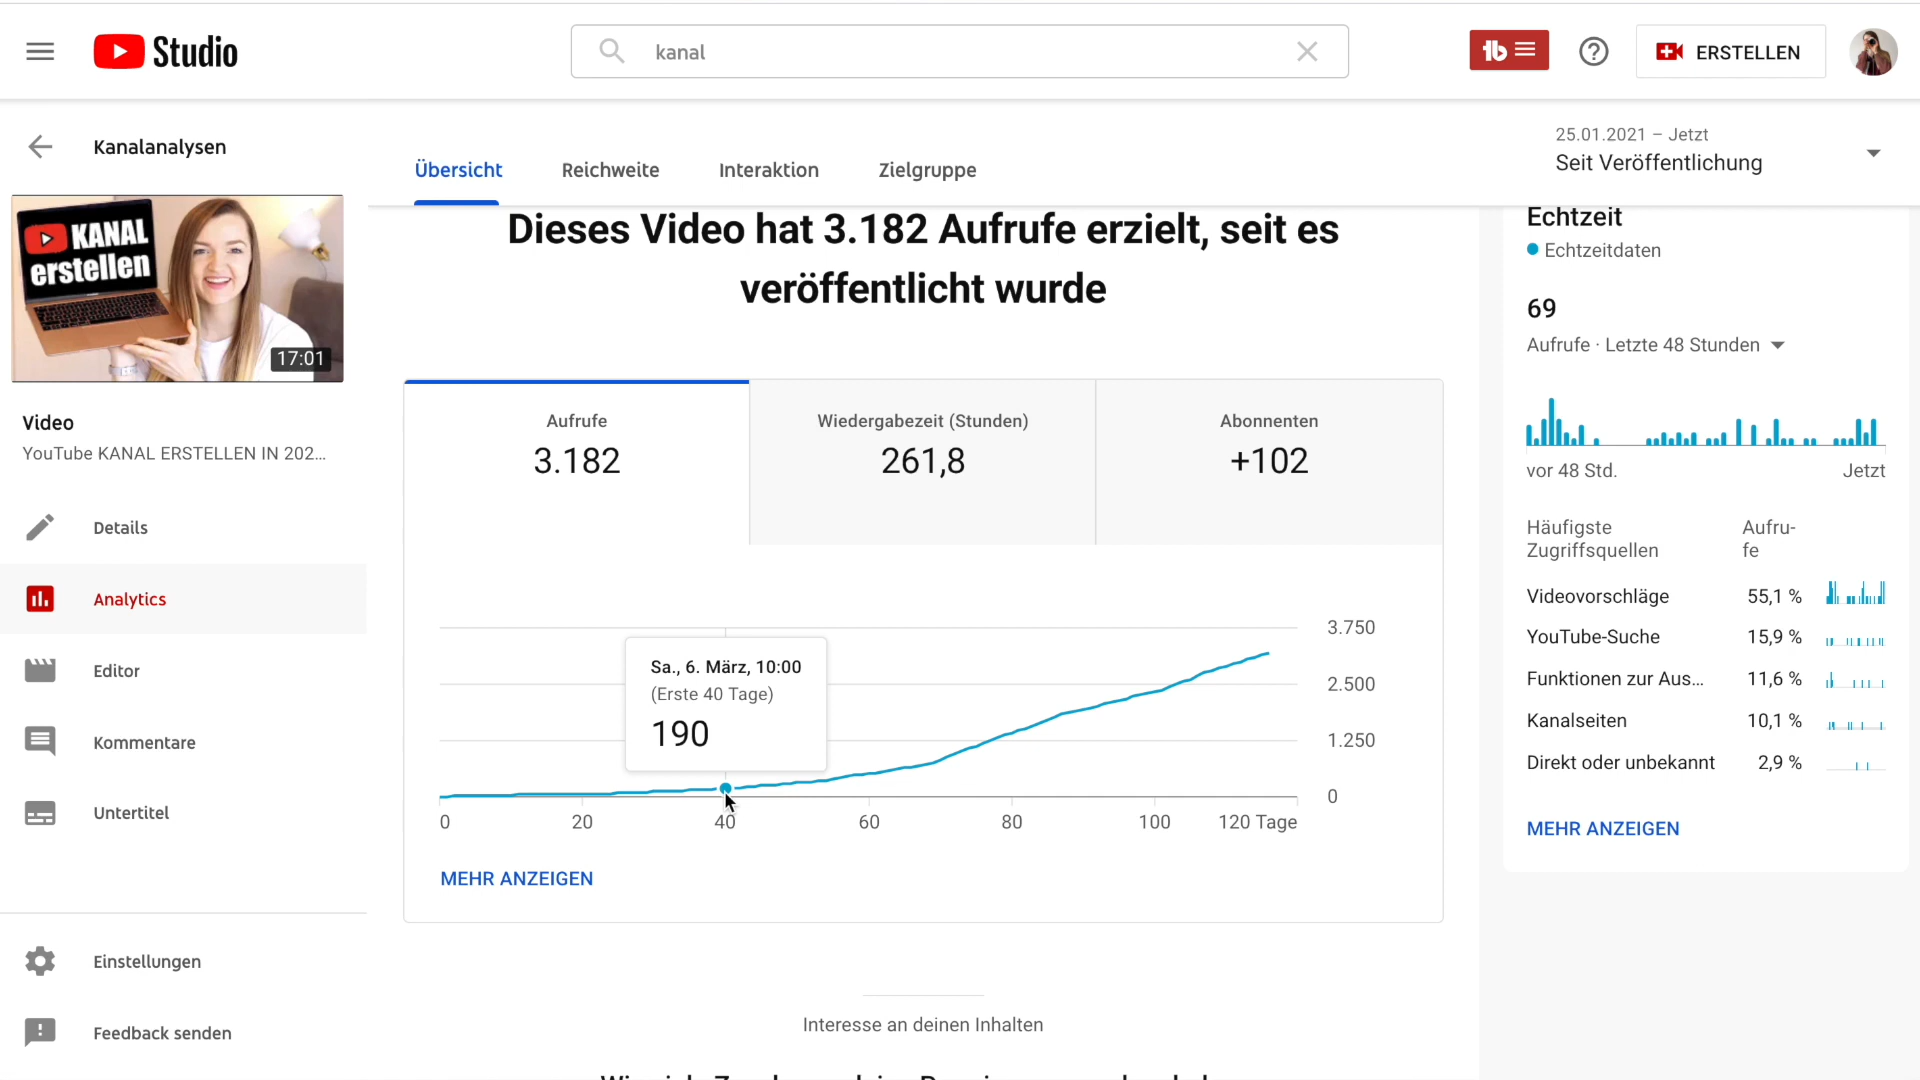 Studio
kanal
ERSTELLEN
Kanalanalysen
KANAL
erstellen
17:01
Video
YouTube KANAL ERSTELLEN IN 202...
Details
Analytics
Editor
Kommentare
Untertitel
Einstellungen
Feedback senden
Übersicht
Reichweite
Interaktion
Zielgruppe
25.01.2021 – Jetzt
Seit Veröffentlichung
Dieses Video hat 3.182 Aufrufe erzielt, seit es
veröffentlicht wurde
Aufrufe
3.182
Wiedergabezeit (Stunden)
261,8
Abonnenten
+102
3.750
2.500
1.250
0
Sa., 6. März, 10:00
(Erste 40 Tage)
190
0 20 40 60 80 100 120 Tage
MEHR ANZEIGEN
Interesse an deinen Inhalten
Echtzeit
Echtzeitdaten
69
Aufrufe · Letzte 48 Stunden
vor 48 Std. Jetzt
Häufigste Aufru-
Zugriffsquellen fe
Videovorschläge 55,1 %
YouTube-Suche 15,9 %
Funktionen zur Aus... 11,6 %
Kanalseiten 10,1 %
Direkt oder unbekannt 2,9 %
MEHR ANZEIGEN